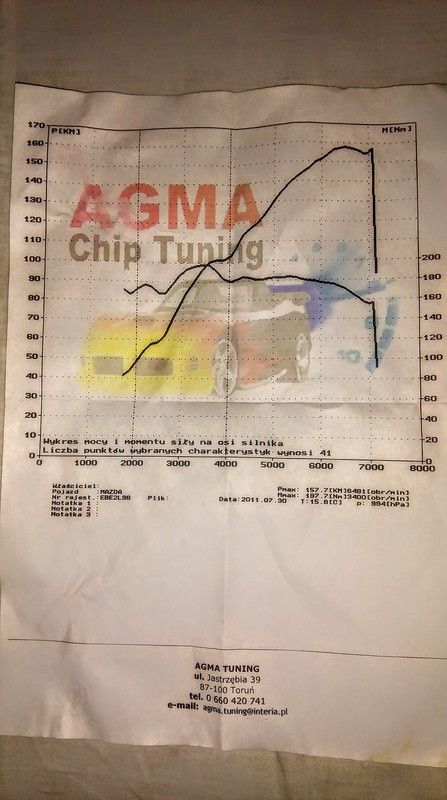 P[KM]
M[Nm]
170
160
150
140
130
120
110
100
90
80
70
60
50
40
30
20
10
0
200
180
160
140
120
100
80
60
40
20
0
AGMA
Chip Tuning
Wykres mocy i momentu siły na osi silnika
Liczba punktów wybranych charakterystyk wynosi 41
0 1000 2000 3000 4000 5000 6000 7000 8000
Właściciel:
Pojazd :MAZDA
Nr rejest.:EBE2L98 Plik:
Notatka 1 :
Notatka 2 :
Notatka 3 :
Data:2011.07.30
Pmax: 157.7[KM]6481[obr/min]
Mmax: 197.7[Nm]3400[obr/min]
T:15.8[C] p: 994[hPa]
AGMA TUNING
ul. Jastrzębia 39
87-100 Toruń
tel. 0 660 420 741
e-mail: agma.tuning@interia.pl